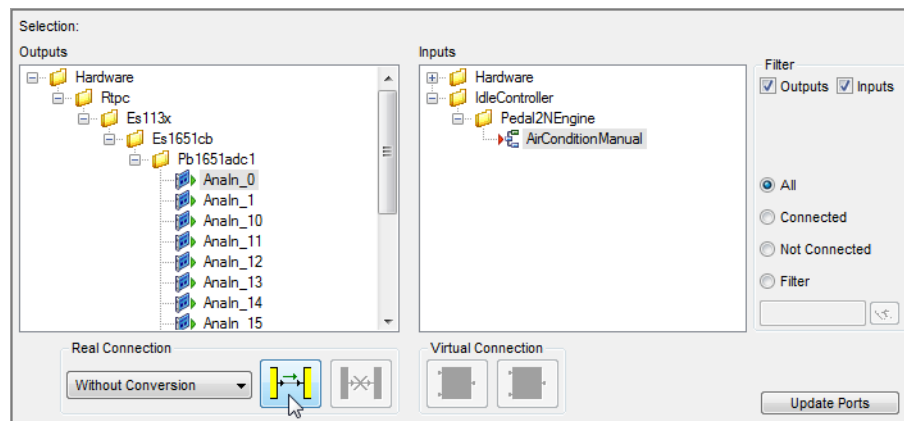 Selection:
Outputs
Hardware
Rtpc
Es113x
Es1651cb
Pb1651adc1
AnaIn_0
AnaIn_1
AnaIn_10
AnaIn_11
AnaIn_12
AnaIn_13
AnaIn_14
AnaIn_15
Inputs
Hardware
IdleController
Pedal2NEngine
AirConditionManual
Filter
Outputs Inputs
All
Connected
Not Connected
Filter
Real Connection
Without Conversion
Virtual Connection
Update Ports